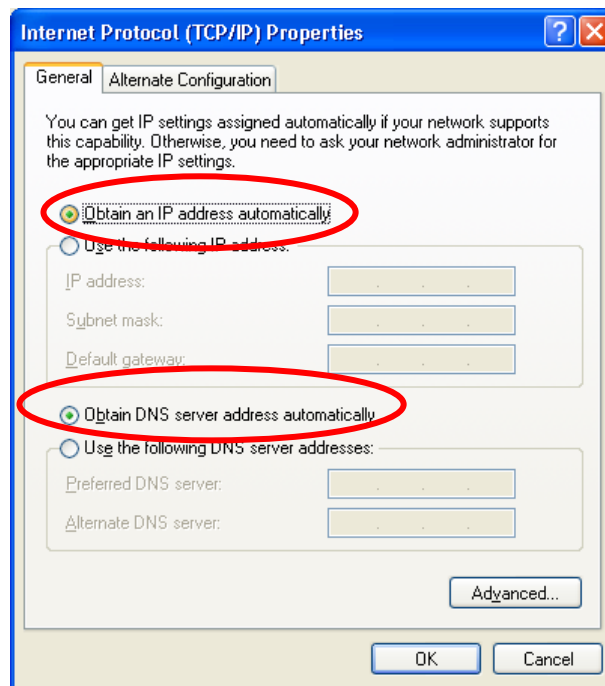 Internet Protocol (TCP/IP) Properties
General
Alternate Configuration
You can get IP settings assigned automatically if your network supports
this capability. Otherwise, you need to ask your network administrator for
the appropriate IP settings.
Obtain an IP address automatically
Use the following IP address:
IP address:
Subnet mask:
Default gateway:
Obtain DNS server address automatically
Use the following DNS server addresses:
Preferred DNS server:
Alternate DNS server:
Advanced...
OK
Cancel